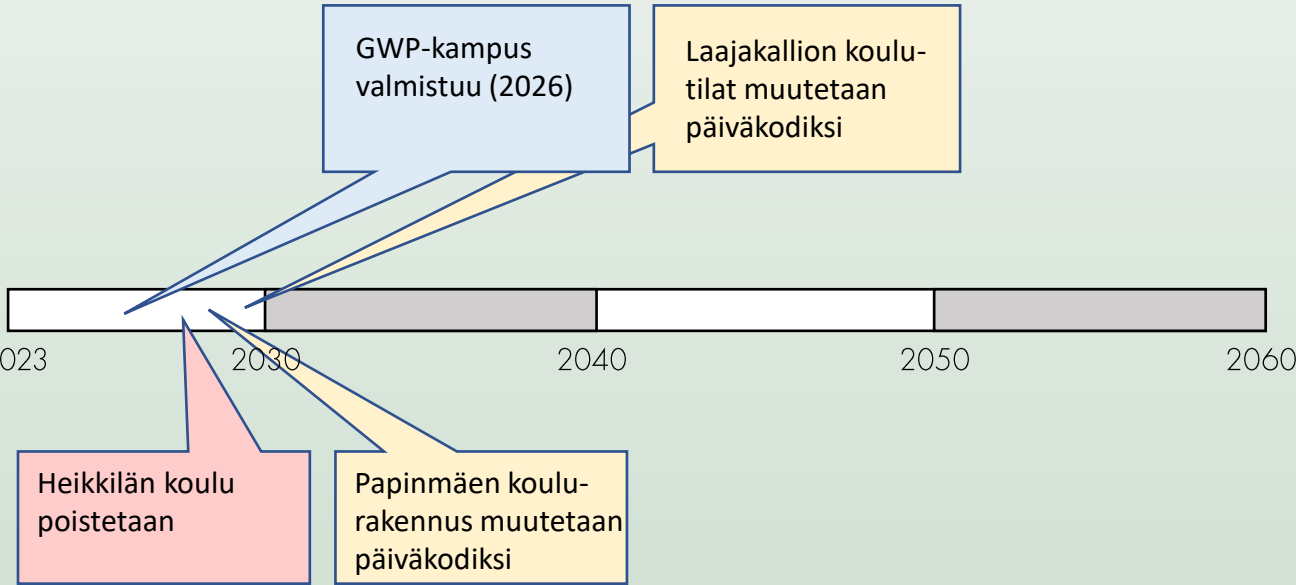 GWP-kampus
valmistuu (2026)
Laajakallion koulu-
tilat muutetaan
päiväkodiksi
023
2030
2040
2050
2060
Heikkilän koulu
poistetaan
Papinmäen koulu-
rakennus muutetaan
päiväkodiksi